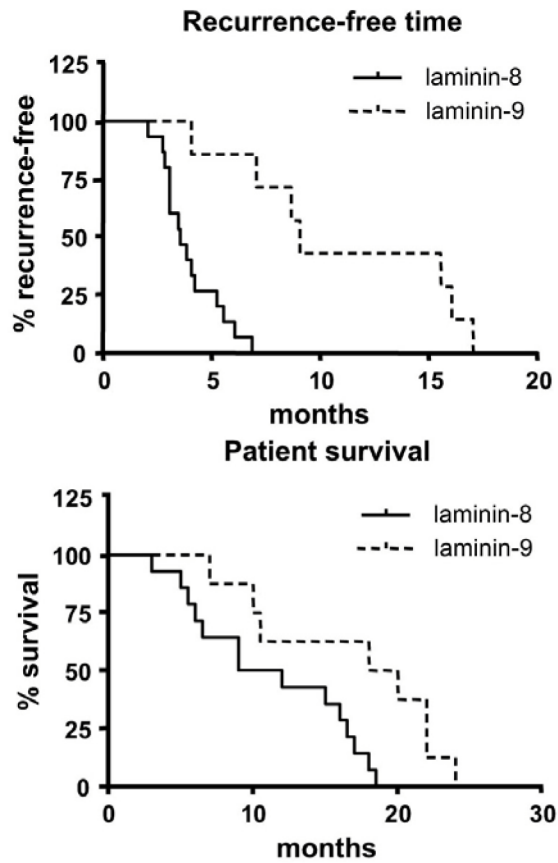 Recurrence-free time
125
100
75
50
25
0
% recurrence-free
laminin-8
laminin-9
0 5 10 15 20
months
Patient survival
125
100
75
50
25
0
% survival
laminin-8
laminin-9
0 10 20 30
months